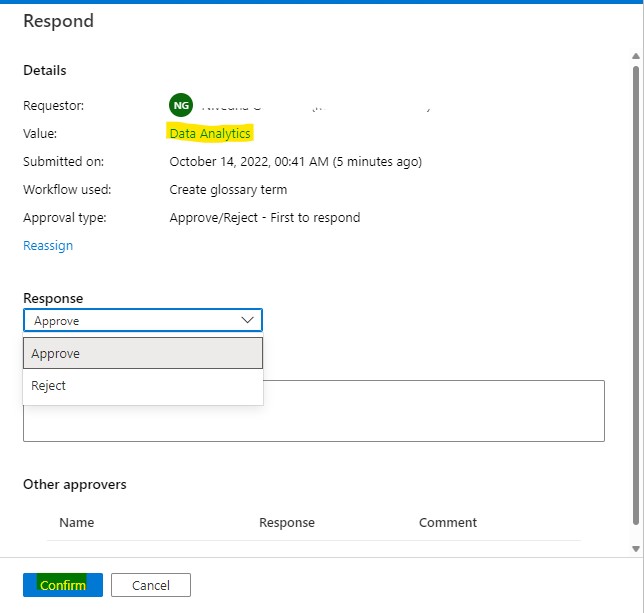 Respond
Details
Requestor: NG
Value: Data Analytics
Submitted on: October 14, 2022, 00:41 AM (5 minutes ago)
Workflow used: Create glossary term
Approval type: Approve/Reject - First to respond
Reassign
Response
Approve
Approve
Reject
Other approvers
Name Response Comment
Confirm Cancel